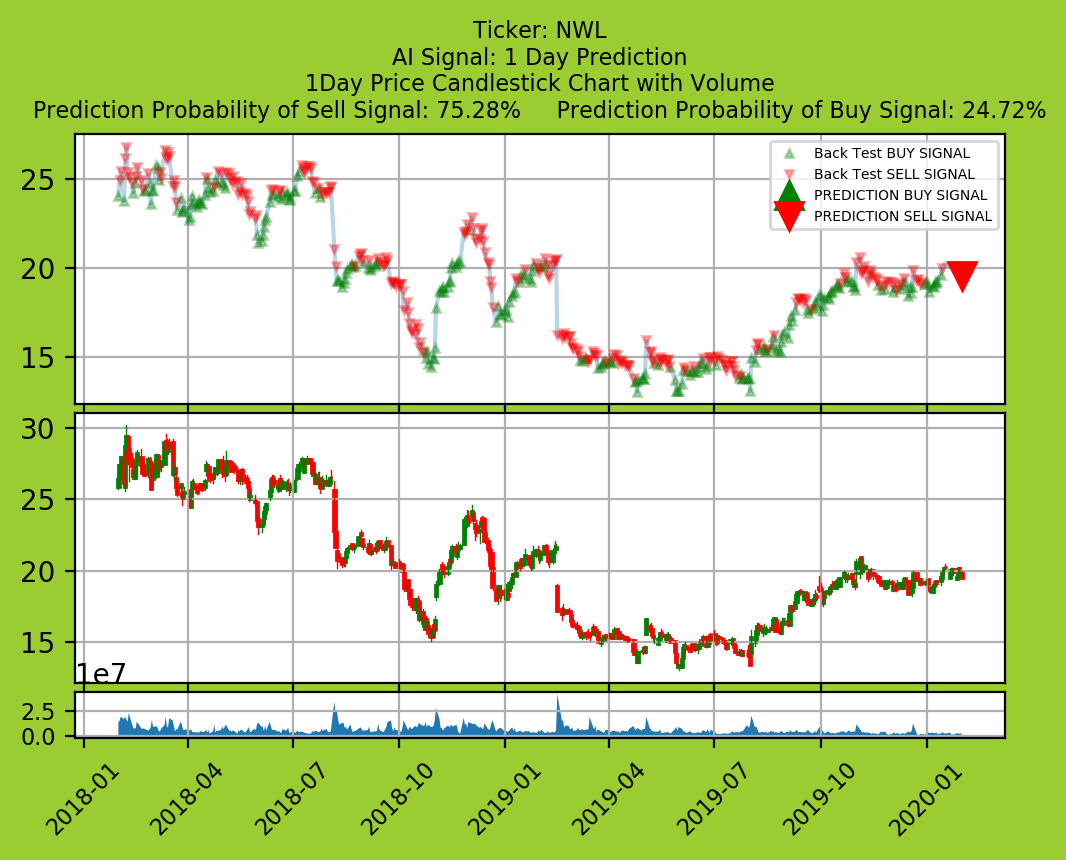 Ticker: NWL
AI Signal: 1 Day Prediction
1Day Price Candlestick Chart with Volume
Prediction Probability of Sell Signal: 75.28%     Prediction Probability of Buy Signal: 24.72%
Back Test BUY SIGNAL
Back Test SELL SIGNAL
PREDICTION BUY SIGNAL
PREDICTION SELL SIGNAL
25
20
15
30
25
20
15
1e7
2.5
0.0
2018-01
2018-04
2018-07
2018-10
2019-01
2019-04
2019-07
2019-10
2020-01